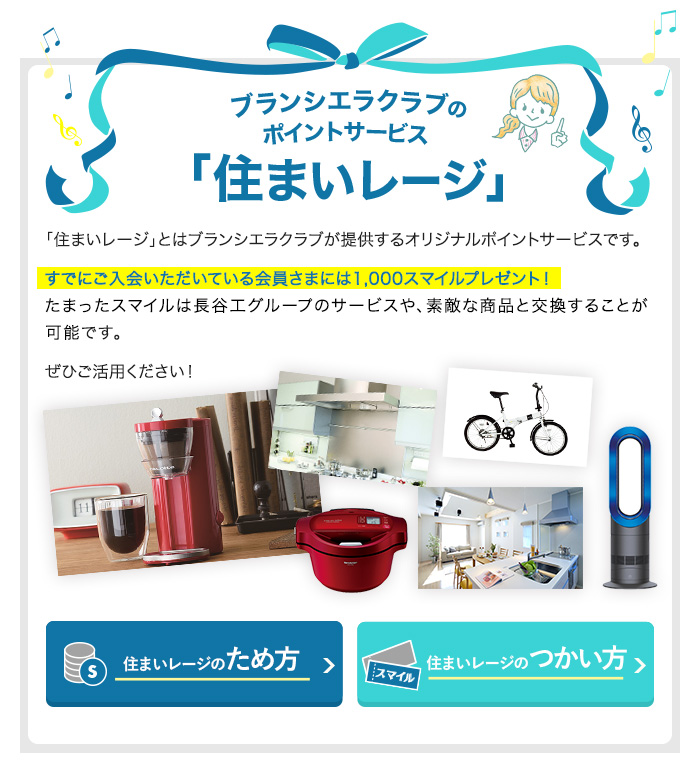 ブランシエラクラブの
ポイントサービス
「住まいレージ」
「住まいレージ」とはブランシエラクラブが提供するオリジナルポイントサービスです。
すでにご入会いただいている会員さまには1,000スマイルプレゼント！
たまったスマイルは長谷工グループのサービスや、素敵な商品と交換することが
可能です。
ぜひご活用ください！
S 住まいレージのため方
スマイル 住まいレージのつかい方